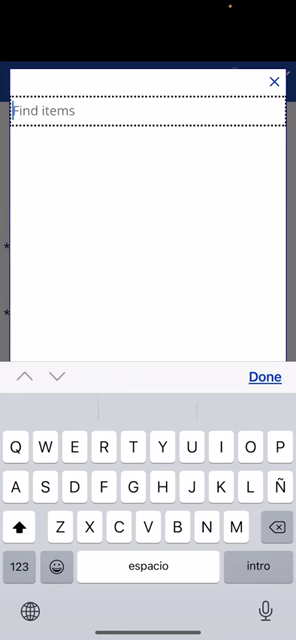 Find items
*
*
Done
Q W E R T Y U I O P
A S D F G H J K L Ñ
Z X C V B N M
123 espacio intro